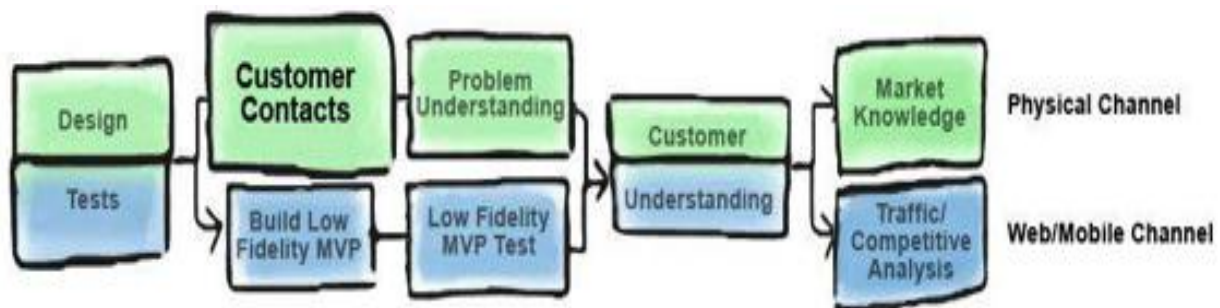 Design
Tests
Customer
Contacts
Problem
Understanding
Build Low
Fidelity MVP
Low Fidelity
MVP Test
Customer
Understanding
Market
Knowledge
Physical Channel
Traffic/
Competitive
Analysis
Web/Mobile Channel